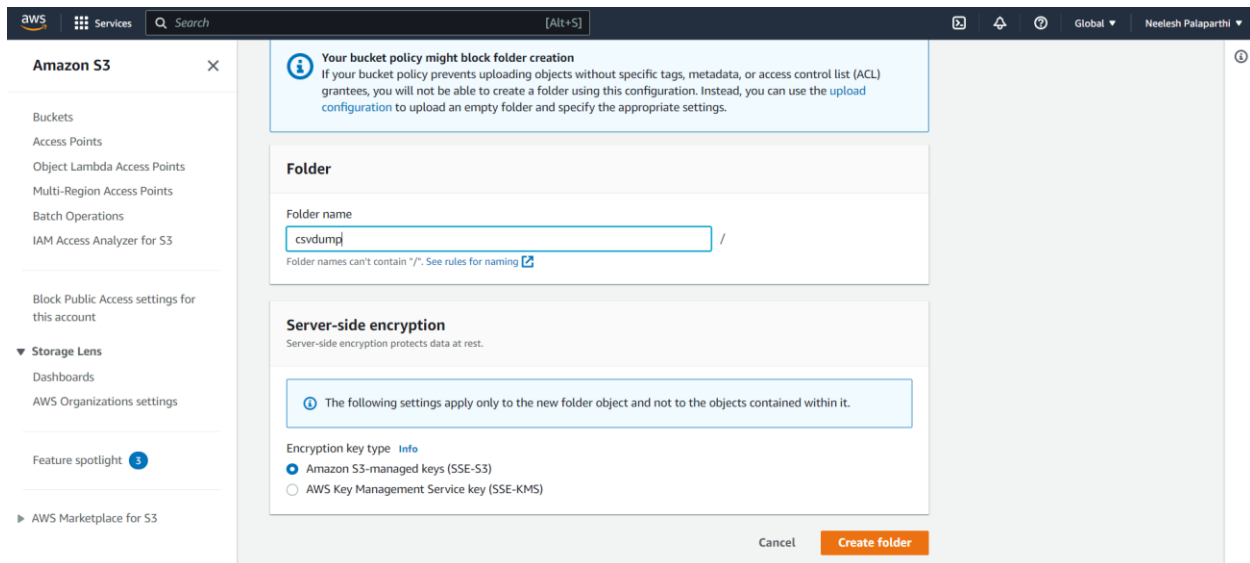 aws
Services
Search
[Alt+S]
Global
Neelesh Palaparthi
Amazon S3
Buckets
Access Points
Object Lambda Access Points
Multi-Region Access Points
Batch Operations
IAM Access Analyzer for S3
Block Public Access settings for
this account
Storage Lens
Dashboards
AWS Organizations settings
Feature spotlight 3
AWS Marketplace for S3
Your bucket policy might block folder creation
If your bucket policy prevents uploading objects without specific tags, metadata, or access control list (ACL)
grantees, you will not be able to create a folder using this configuration. Instead, you can use the upload
configuration to upload an empty folder and specify the appropriate settings.
Folder
Folder name
csvdump
/
Folder names can't contain "/". See rules for naming
Server-side encryption
Server-side encryption protects data at rest.
The following settings apply only to the new folder object and not to the objects contained within it.
Encryption key type Info
Amazon S3-managed keys (SSE-S3)
AWS Key Management Service key (SSE-KMS)
Cancel
Create folder